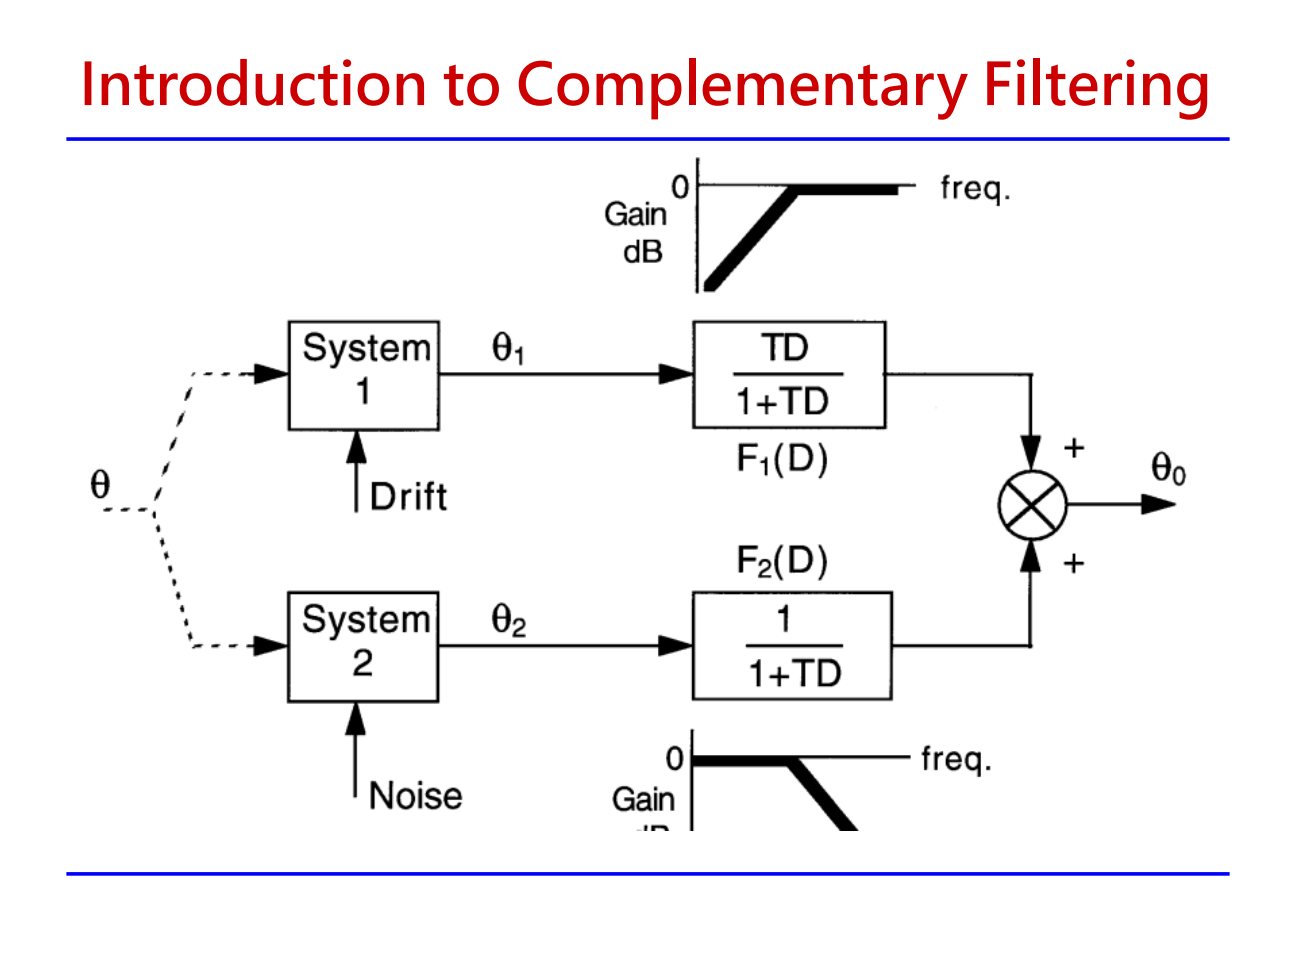 Introduction to Complementary Filtering
0
freq.
Gain
dB
System
1
θ1
TD
1+TD
F1(D)
Drift
+
θ
θ0
F2(D)
+
System
2
θ2
1
1+TD
Noise
0
freq.
Gain